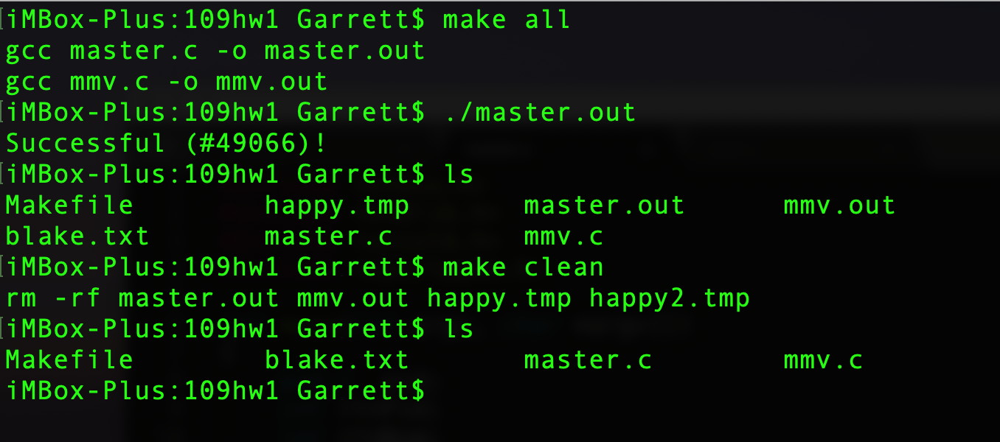 [iMBox-Plus:109hw1 Garrett$ make all
gcc master.c -o master.out
gcc mmv.c -o mmv.out
[iMBox-Plus:109hw1 Garrett$ ./master.out
Successful (#49066)!
[iMBox-Plus:109hw1 Garrett$ ls
Makefile        happy.tmp       master.out      mmv.out
blake.txt       master.c        mmv.c
[iMBox-Plus:109hw1 Garrett$ make clean
rm -rf master.out mmv.out happy.tmp happy2.tmp
[iMBox-Plus:109hw1 Garrett$ ls
Makefile        blake.txt       master.c        mmv.c
iMBox-Plus:109hw1 Garrett$